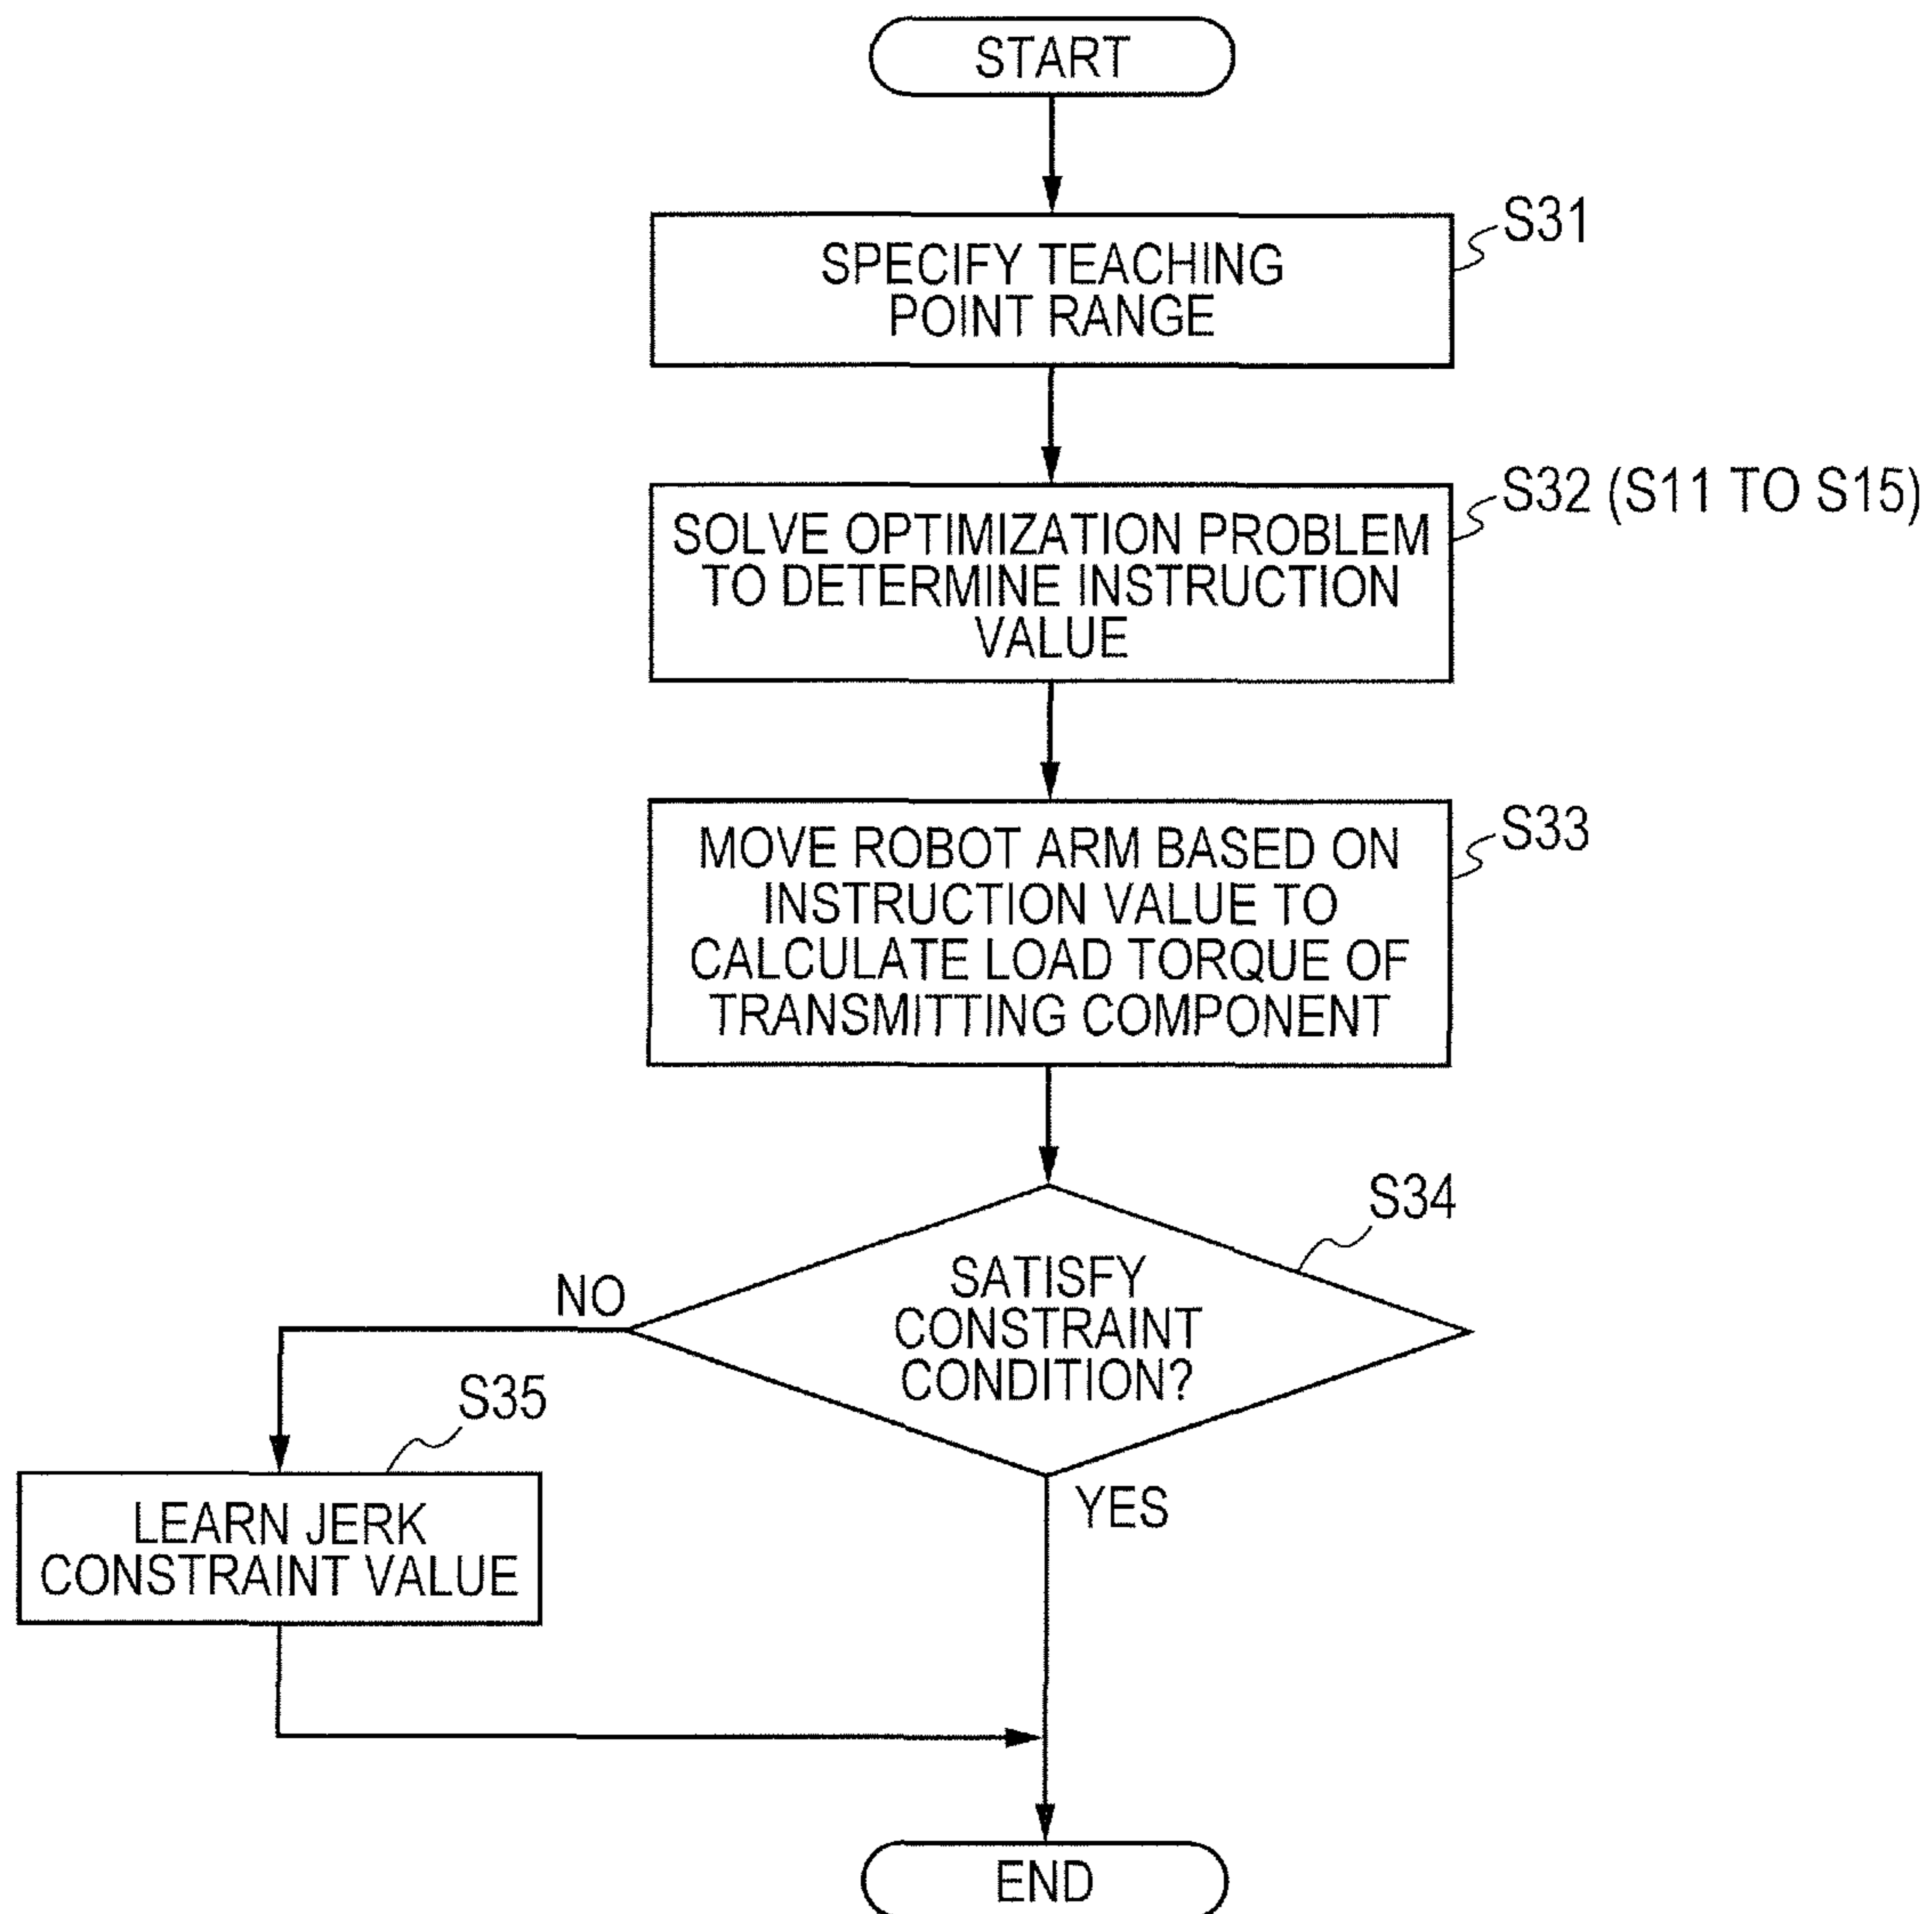 START
S31
SPECIFY TEACHING
POINT RANGE
S32 (S11 TO S15)
SOLVE OPTIMIZATION PROBLEM
TO DETERMINE INSTRUCTION
VALUE
S33
MOVE ROBOT ARM BASED ON
INSTRUCTION VALUE TO
CALCULATE LOAD TORQUE OF
TRANSMITTING COMPONENT
S34
SATISFY
CONSTRAINT
CONDITION?
NO
YES
S35
LEARN JERK
CONSTRAINT VALUE
END